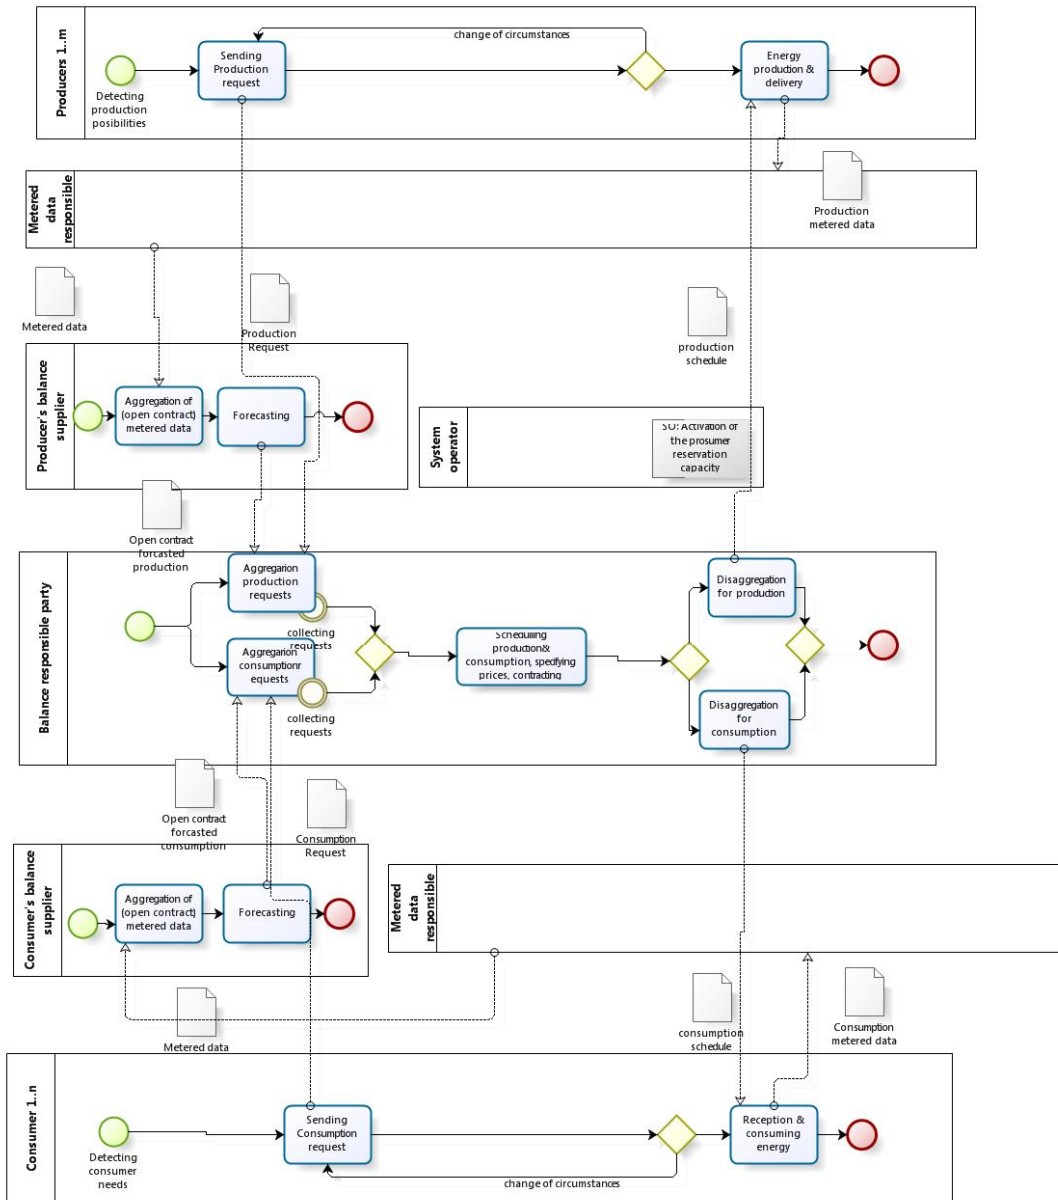 Producers 1..m
change of circumstances
Sending
Production
request
Energy
production &
delivery
Detecting
production
posibilities
Metered
data
responsible
Production
metered data
Metered data
Production
Request
production
schedule
Producer's balance
supplier
Aggregation of
(open contract)
metered data
Forecasting
System
operator
SO: Activation of
the prosumer
reservation
capacity
Open contract
forcasted
production
Balance responsible party
Aggregarion
production
requests
collecting
requests
Aggregarion
consumptionr
equests
collecting
requests
Schedulling
production&
consumption, spedfying
prices, contracting
Disaggregation
for production
Disaggregation
for
consumption
Open contract
forcasted
consumption
Consumption
Request
Consumer's balance
supplier
Aggregation of
(open contract)
metered data
Forecasting
Metered
data
responsible
Metered data
consumption
schedule
Consumption
metered data
Consumer 1..n
Detecting
consumer
needs
Sending
Consumption
request
Reception &
consuming
energy
change of circumstances